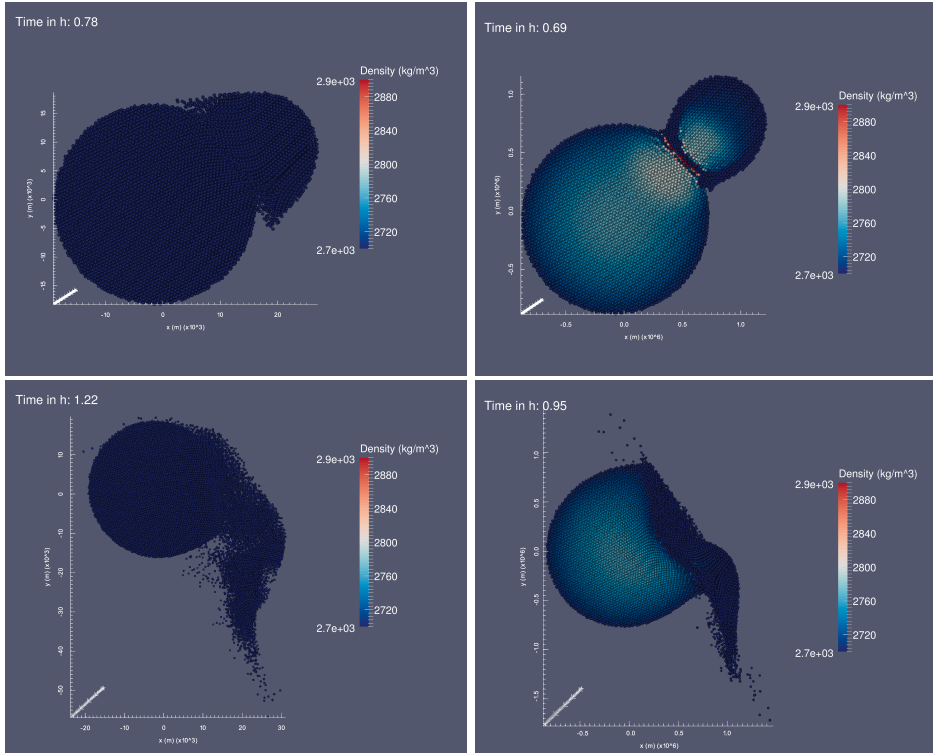 Time in h: 0.78
Density (kg/m^3)
2.9e+03
2880
2840
2800
2760
2720
2.7e+03
15
10
5
0
-5
-10
-15
y (m) (x10^3)
-10
0
10
20
x (m) (x10^3)
Time in h: 0.69
Density (kg/m^3)
2.9e+03
2880
2840
2800
2760
2720
2.7e+03
1.0
0.5
0.0
-0.5
y (m) (x10^6)
-0.5
0.0
0.5
1.0
x (m) (x10^6)
Time in h: 1.22
Density (kg/m^3)
2.9e+03
2880
2840
2800
2760
2720
2.7e+03
10
0
-10
-20
-30
-40
-50
y (m) (x10^3)
-20
-10
0
10
20
30
x (m) (x10^3)
Time in h: 0.95
Density (kg/m^3)
2.9e+03
2880
2840
2800
2760
2720
2.7e+03
1.0
0.5
0.0
-0.5
-1.0
-1.5
y (m) (x10^6)
-0.5
0.0
0.5
1.0
x (m) (x10^6)